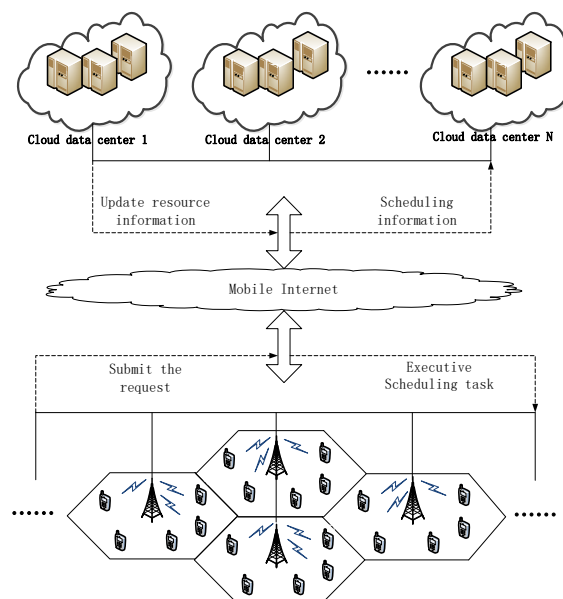 Cloud data center 1
Cloud data center 2
Cloud data center N
Update resource
information
Scheduling
information
Mobile Internet
Submit the
request
Executive
Scheduling task